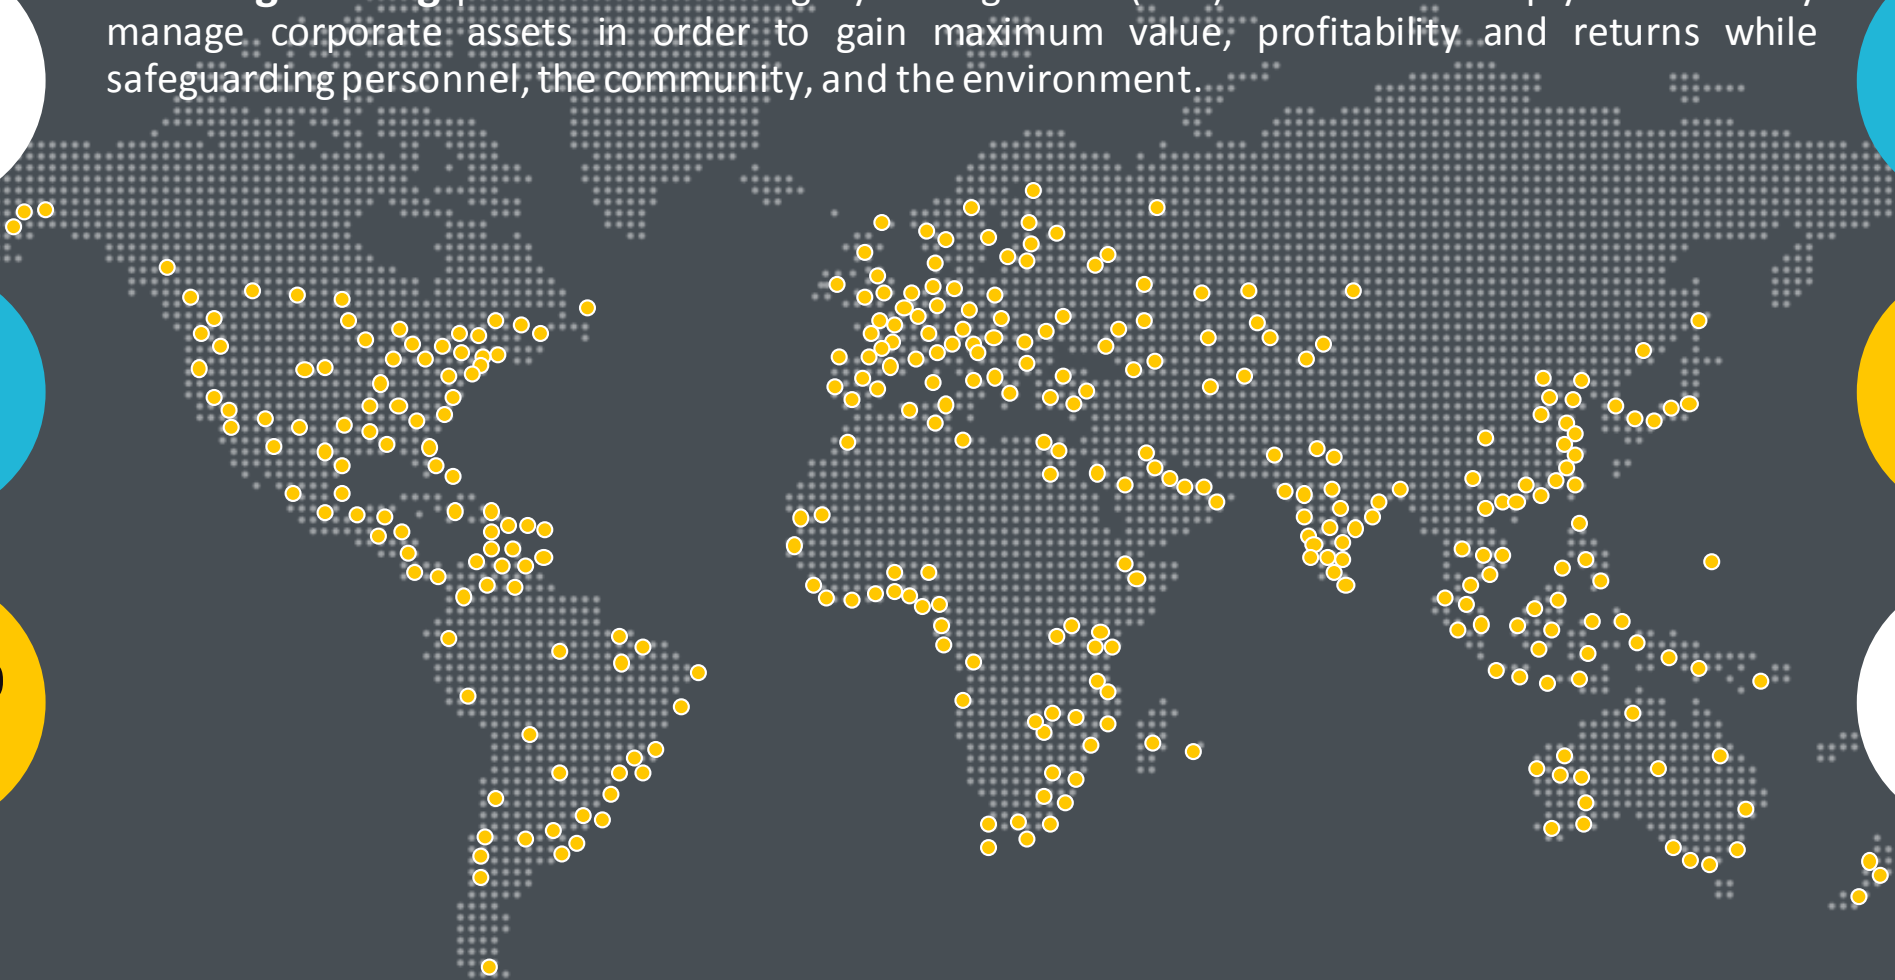 manage corporate assets in order to gain maximum value, profitability and returns while
safeguarding personnel, the community, and the environment.